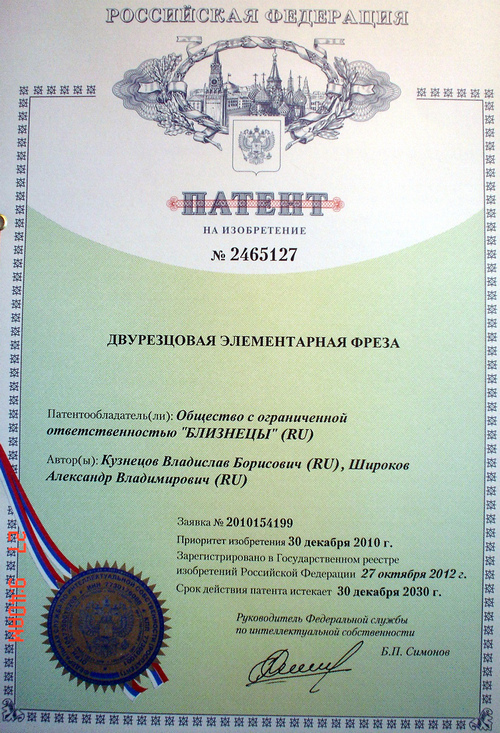 РОССИЙСКАЯ ФЕДЕРАЦИЯ
ПАТЕНТ
НА ИЗОБРЕТЕНИЕ
№ 2465127
ДВУРЕЗЦОВАЯ ЭЛЕМЕНТАРНАЯ ФРЕЗА
Патентообладатель(ли): Общество с ограниченной
ответственностью "БЛИЗНЕЦЫ" (RU)
Автор(ы): Кузнецов Владислав Борисович (RU), Широков
Александр Владимирович (RU)
Заявка № 2010154199
Приоритет изобретения 30 декабря 2010 г.
Зарегистрировано в Государственном реестре
изобретений Российской Федерации 27 октября 2012 г.
Срок действия патента истекает 30 декабря 2030 г.
Руководитель Федеральной службы
по интеллектуальной собственности
Б.П. Симонов